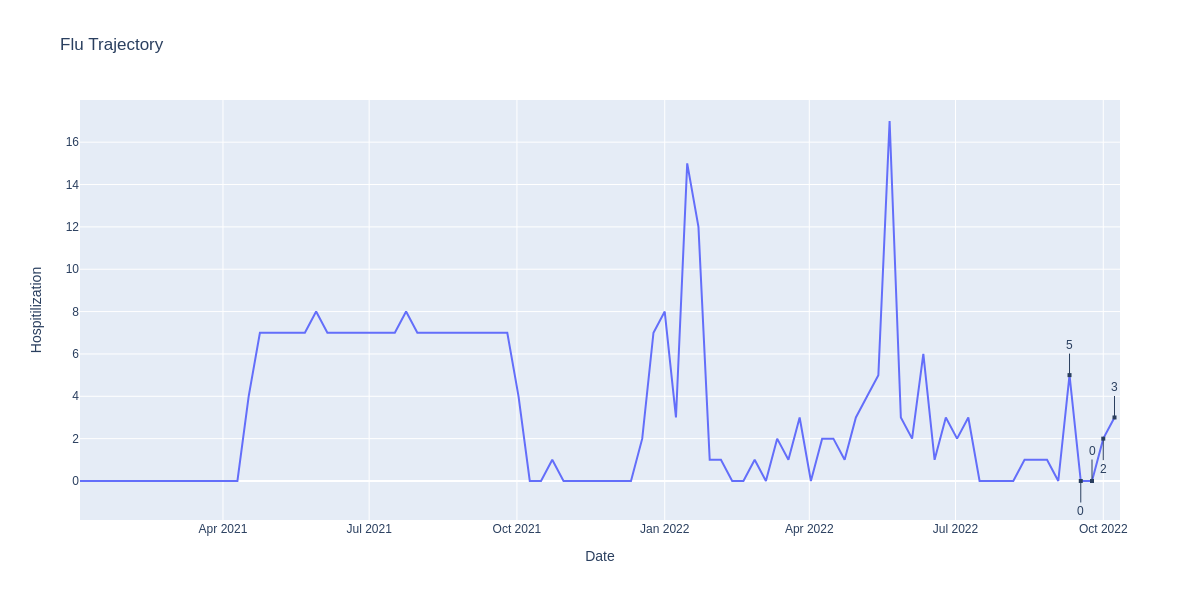 Flu Trajectory
Hospitilization
16
14
12
10
8
6
4
2
0
5
3
0
2
0
Apr 2021
Jul 2021
Oct 2021
Jan 2022
Apr 2022
Jul 2022
Oct 2022
Date